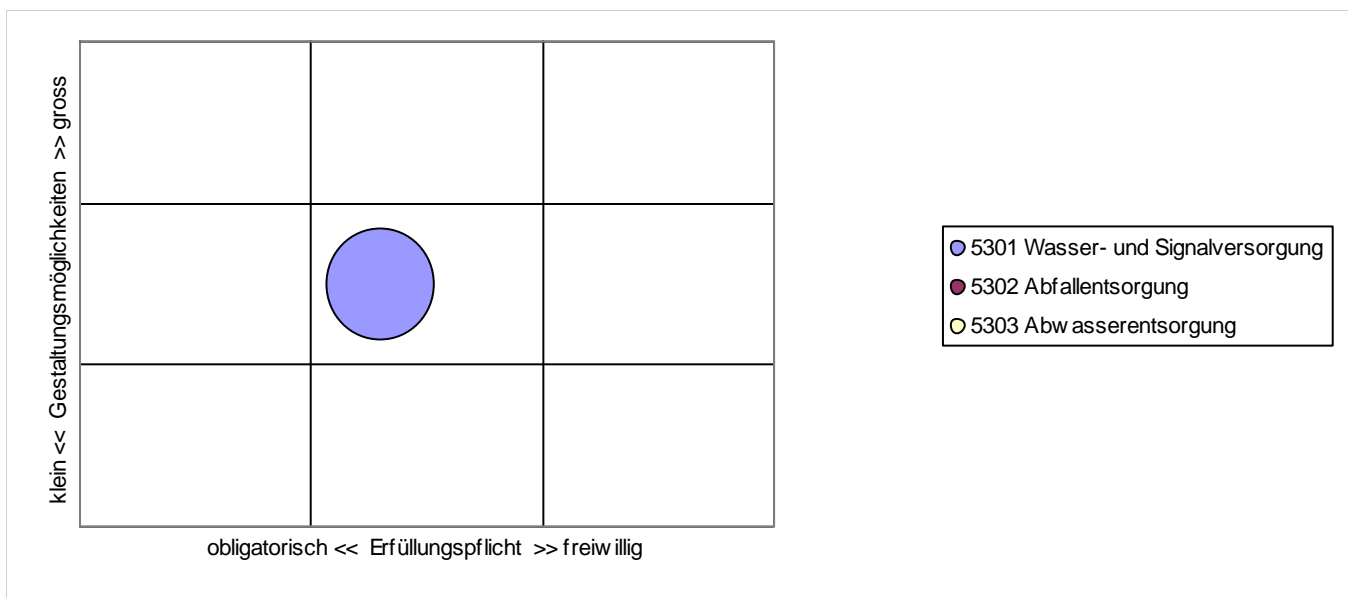 klein << Gestaltungsmöglichkeiten >> gross
obligatorisch << Erfüllungspflicht >> freiwillig
5301 Wasser- und Signalversorgung
5302 Abfallentsorgung
5303 Abwasserentsorgung